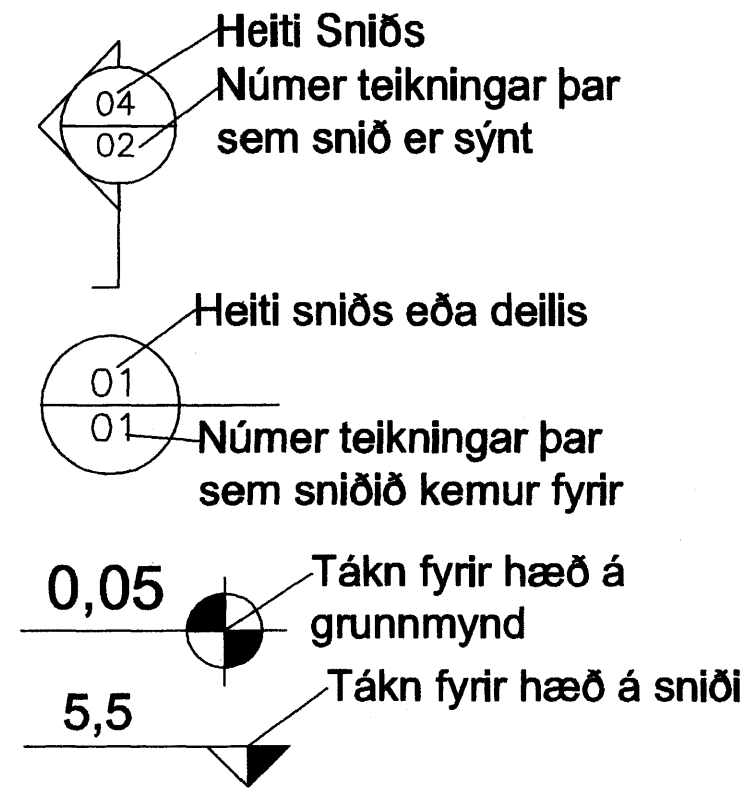 Heiti Sniðs
04
Númer teikningar þar
02
sem snið er sýnt
Heiti sniðs eða deilis
01
01
Númer teikningar þar
sem sniðið kemur fyrir
0,05
Tákn fyrir hæð á
grunnmynd
5,5
Tákn fyrir hæð á sniði